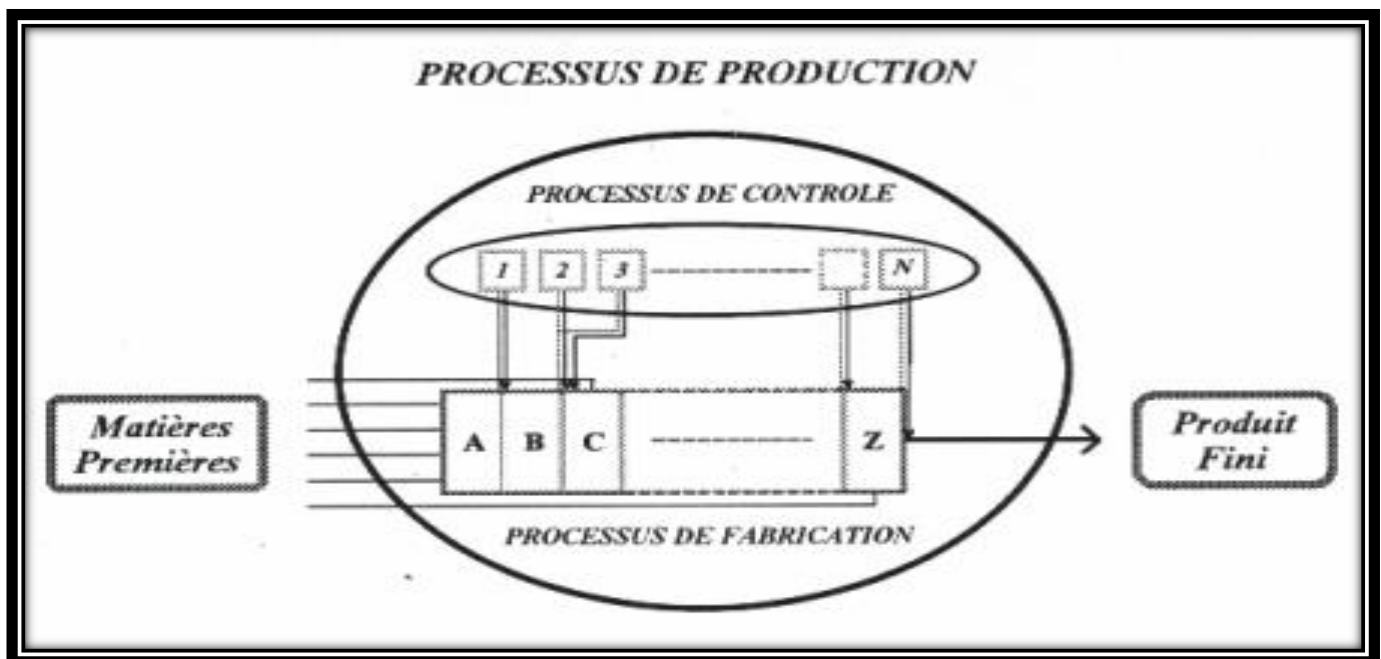 PROCESSUS DE PRODUCTION
PROCESSUS DE CONTROLE
1 2 3 N
Matières
Premières
A B C Z
Produit
Fini
PROCESSUS DE FABRICATION